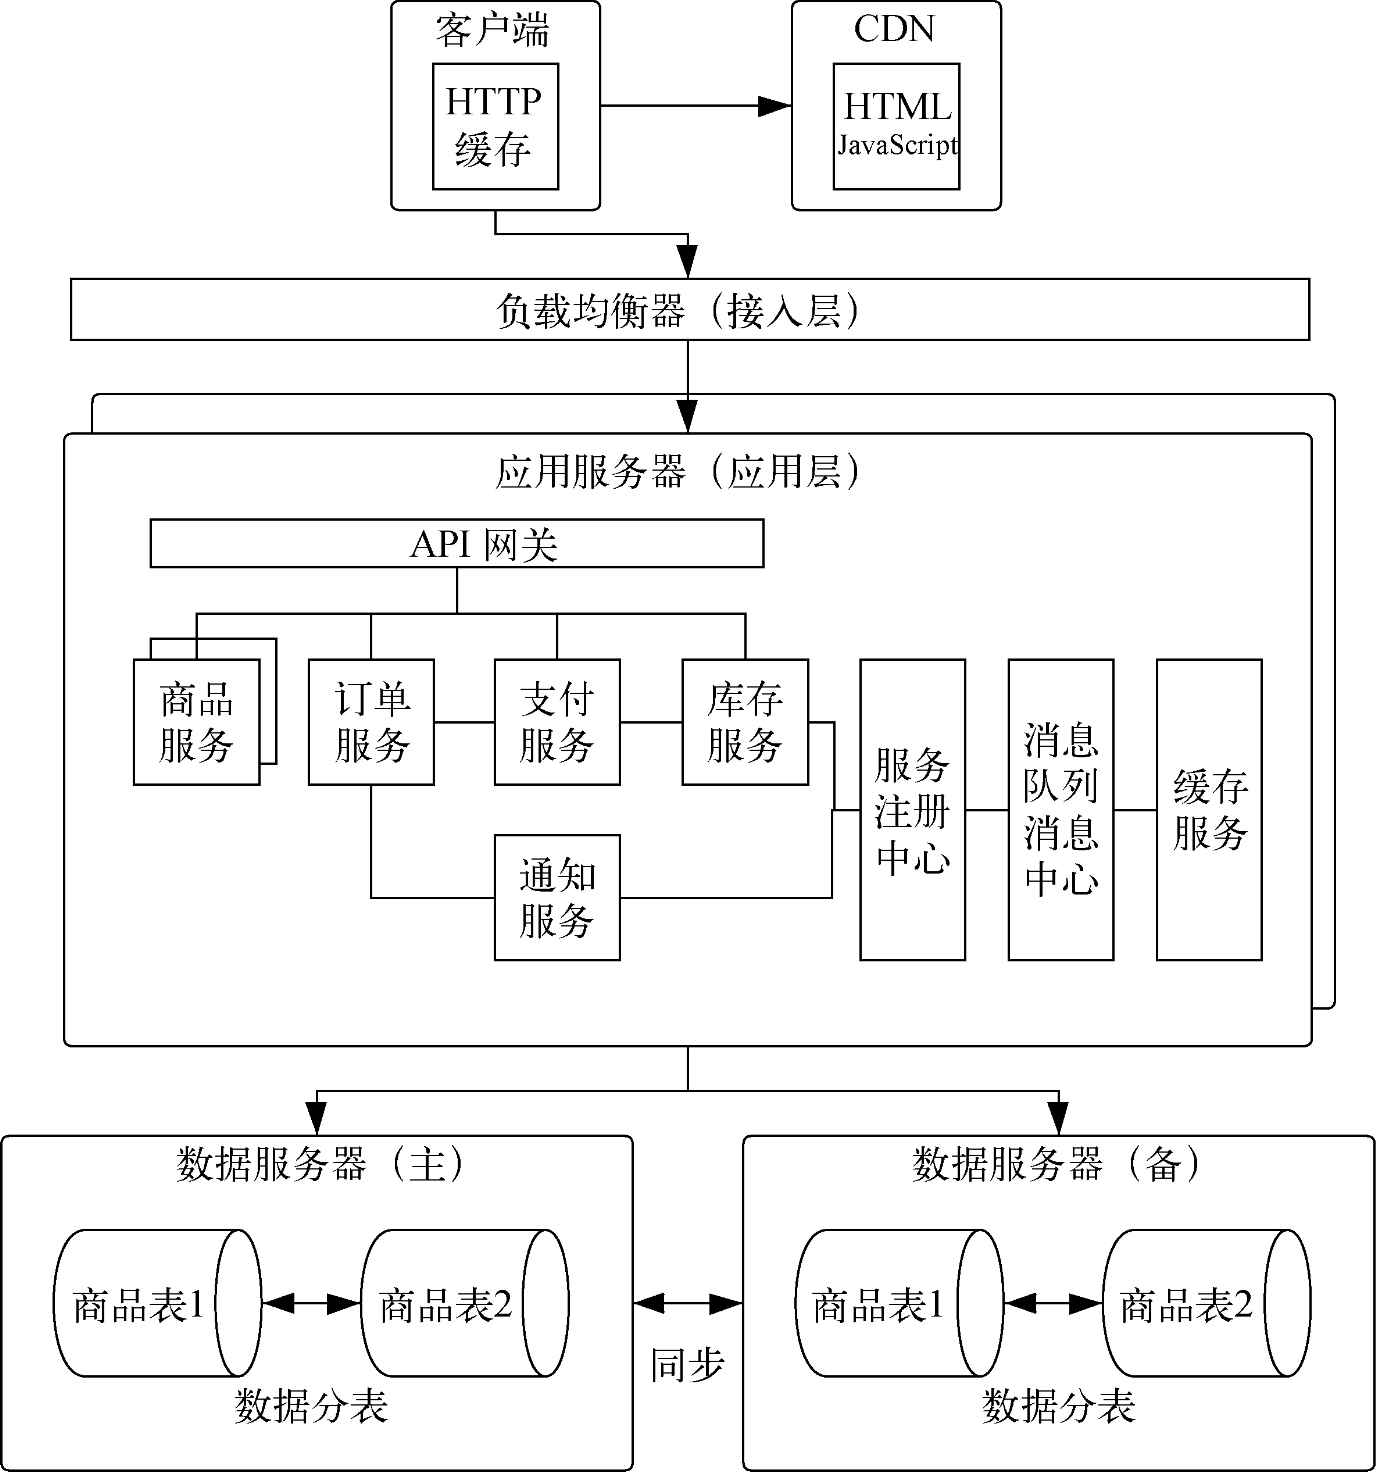 客户端
HTTP
缓存
CDN
HTML
JavaScript
负载均衡器（接入层）
应用服务器（应用层）
API 网关
商品
服务
订单
服务
支付
服务
库存
服务
通知
服务
服务
注册
中心
消息
队列
消息
中心
缓存
服务
数据服务器（主）
商品表1
商品表2
数据分表
同步
数据服务器（备）
商品表1
商品表2
数据分表